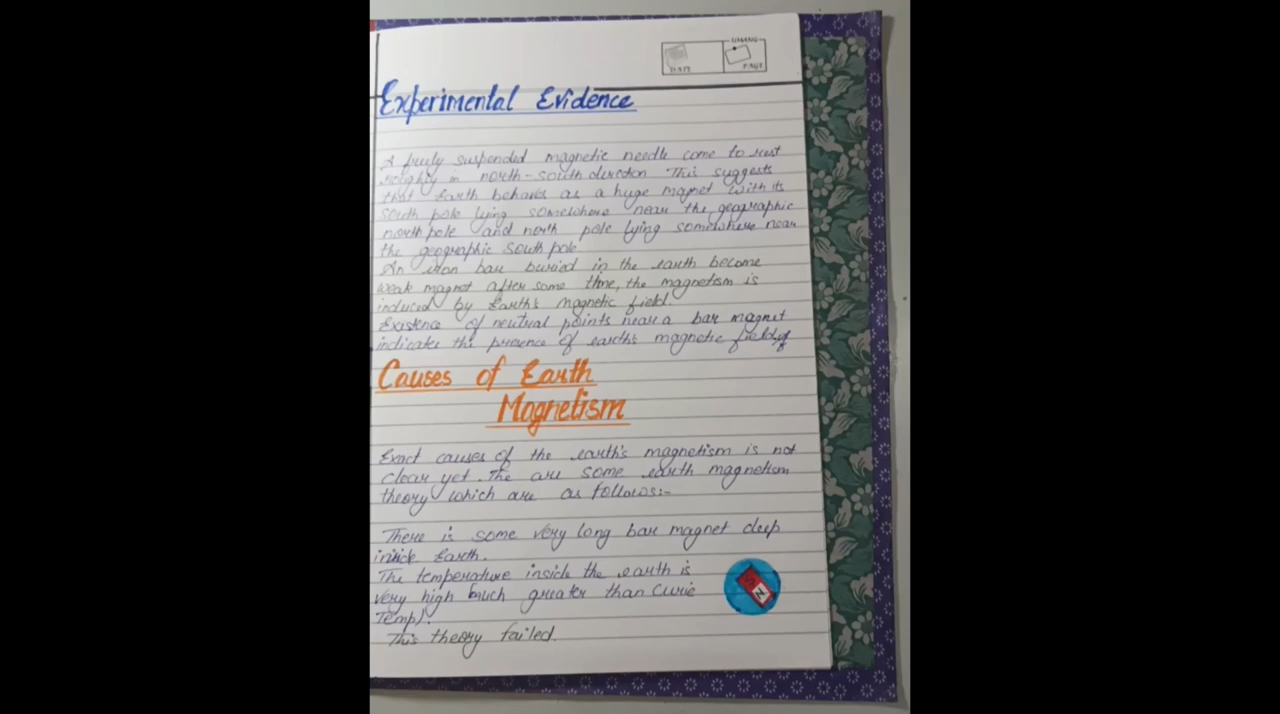 DATE
PAGE
Experimental Evidence
A freely suspended magnetic needle come to rest
roughly in north-south direction This suggests
that Earth behaves as a huge magnet with its
south pole lying somewhere near the geographic
north pole and north pole lying somewhere near
the geographic south pole
An iron bar buried in the earth become
weak magnet after some time, the magnetism is
induced by Earth's magnetic field.
Existence of neutral points near a bar magnet
indicates the presence of earth's magnetic field
Causes of Earth
Magnetism
Exact causes of the earth's magnetism is not
clear yet. The are some earth magnetism
theory which are as follows:-
There is some very long bar magnet deep
inside Earth.
The temperature inside the earth is
very high (much greater than Curie
Temp).
This theory failed.
S
N